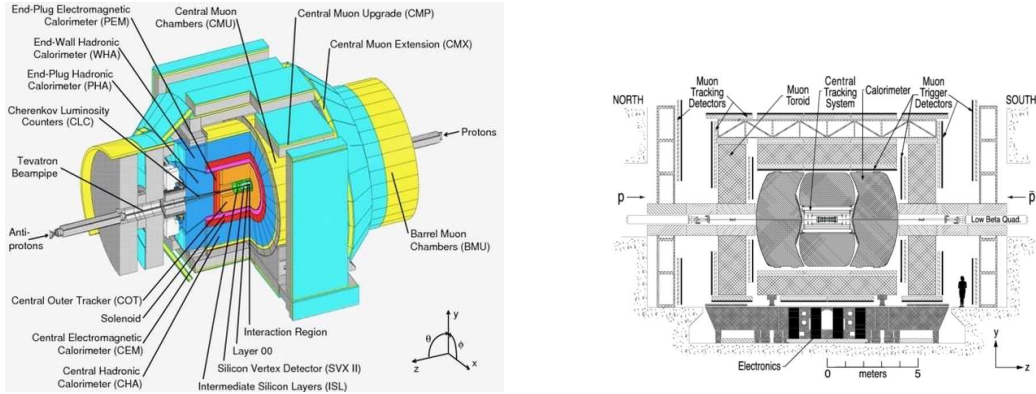 End-Plug Electromagnetic
Calorimeter (PEM)
End-Wall Hadronic
Calorimeter (WHA)
End-Plug Hadronic
Calorimeter (PHA)
Cherenkov Luminosity
Counters (CLC)
Tevatron
Beampipe
Anti-
protons
Central Muon
Chambers (CMU)
Central Muon Upgrade (CMP)
Central Muon Extension (CMX)
Protons
Barrel Muon
Chambers (BMU)
Central Outer Tracker (COT)
Solenoid
Central Electromagnetic
Calorimeter (CEM)
Central Hadronic
Calorimeter (CHA)
Interaction Region
Layer 00
Silicon Vertex Detector (SVX II)
Intermediate Silicon Layers (ISL)
y
θ
ϕ
z
x
NORTH
Muon
Tracking
Detectors
Muon
Toroid
Central
Tracking
System
Calorimeter
Muon
Trigger
Detectors
SOUTH
p
p̄
Low Beta Quad.
Electronics
0 meters 5
y
z